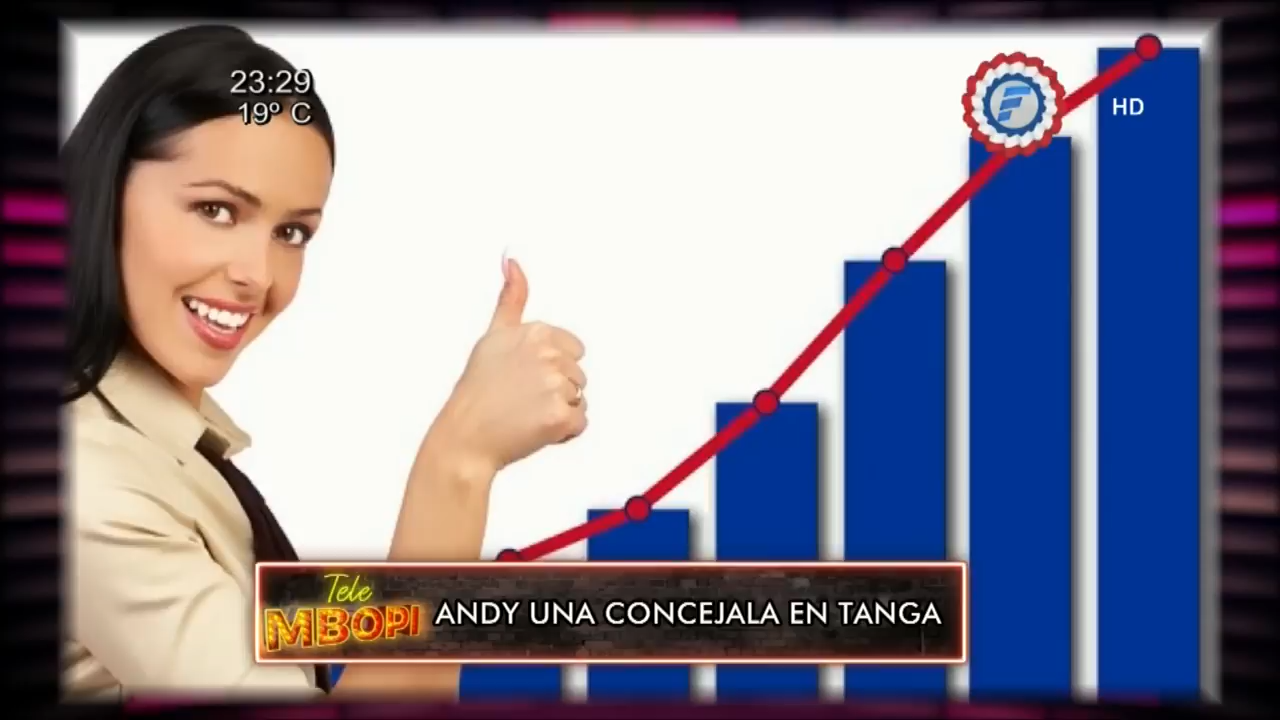 23:29
19º C
HD
Tele
MBOPI
ANDY UNA CONCEJALA EN TANGA